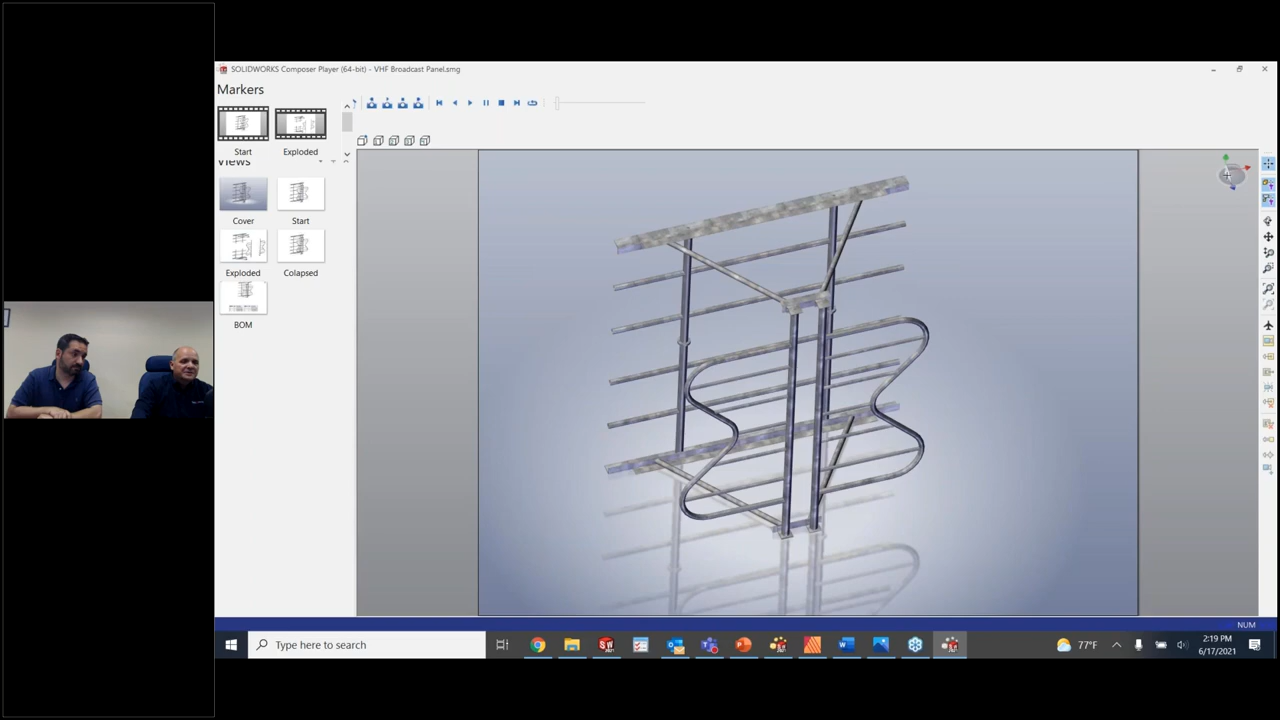 SOLIDWORKS Composer Player (64-bit) - VHF Broadcast Panel.smg
Markers
Start
Exploded
Views
Cover
Start
Exploded
Colapsed
BOM
NUM
Type here to search
77°F
2:19 PM
6/17/2021